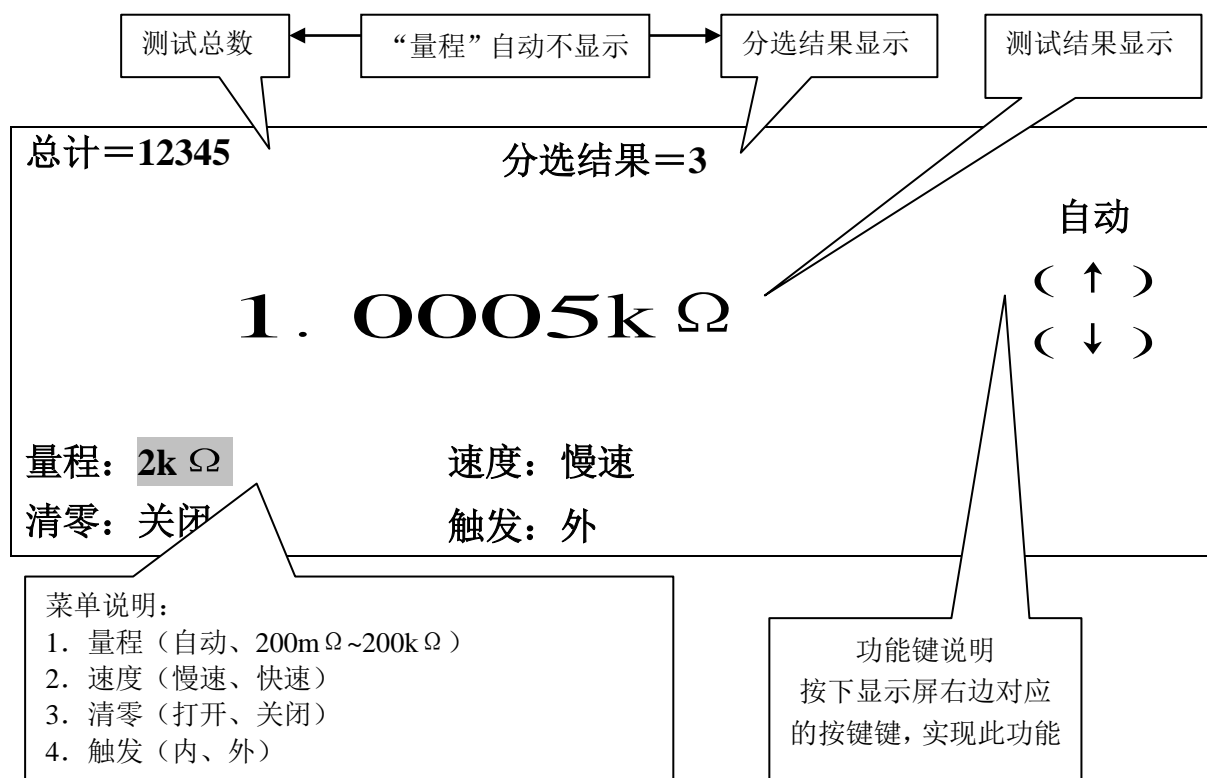 测试总数
“量程”自动不显示
分选结果显示
测试结果显示
总计＝12345
分选结果＝3
自动
( ↑ )
1. 0005kΩ
( ↓ )
量程：2kΩ
速度：慢速
清零：关闭
触发：外
菜单说明：
1．量程（自动、200mΩ~200kΩ）
2．速度（慢速、快速）
3．清零（打开、关闭）
4．触发（内、外）
功能键说明
按下显示屏右边对应
的按键键，实现此功能